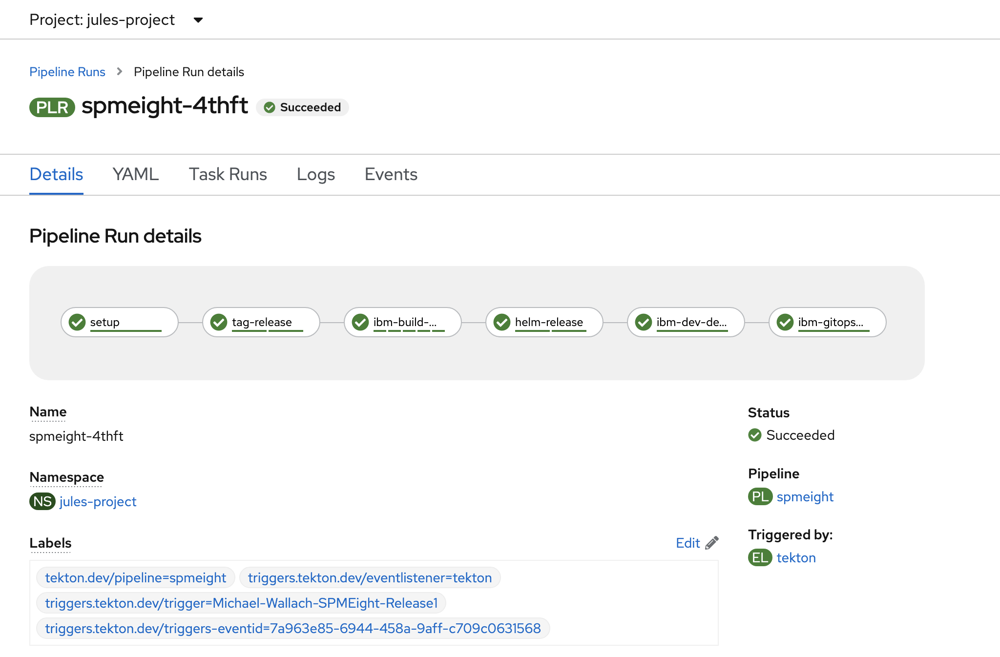 Project: jules-project
Pipeline Runs Pipeline Run details
PLR spmeight-4thft Succeeded
Details YAML Task Runs Logs Events
Pipeline Run details
setup tag-release ibm-build-... helm-release ibm-dev-de... ibm-gitops...
Name
spmeight-4thft
Namespace
NS jules-project
Labels Edit
tekton.dev/pipeline=spmeight triggers.tekton.dev/eventlistener=tekton
triggers.tekton.dev/trigger=Michael-Wallach-SPMEight-Release1
triggers.tekton.dev/triggers-eventid=7a963e85-6944-458a-9aff-c709c0631568
Status
Succeeded
Pipeline
PL spmeight
Triggered by:
EL tekton